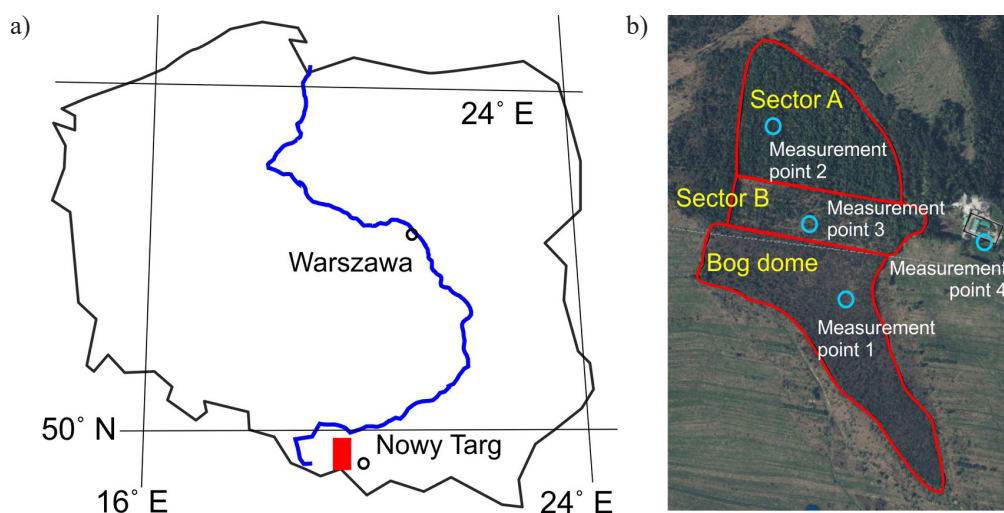 a)
24° E
Warszawa
50° N
Nowy Targ
16° E
24° E
b)
Sector A
Measurement
point 2
Sector B
Measurement
point 3
Bog dome
Measurement
point 4
Measurement
point 1